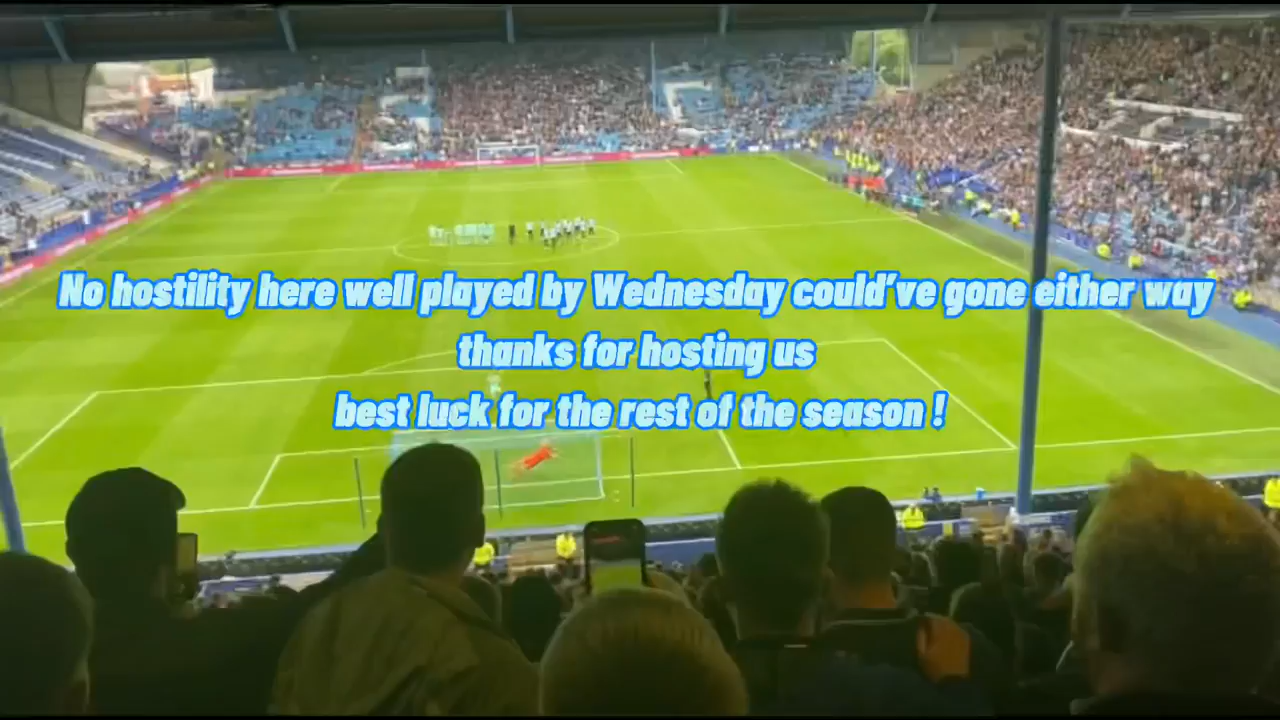 No hostility here well played by Wednesday could've gone either way
thanks for hosting us
best luck for the rest of the season !